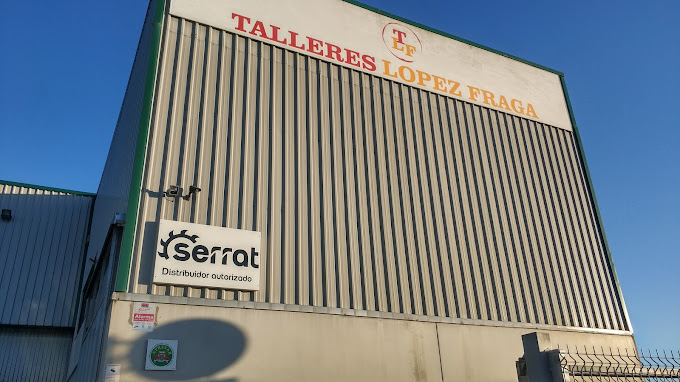 TALLERES LOPEZ FRAGA
TLF
serrat
Distribuidor autorizado
Alarma